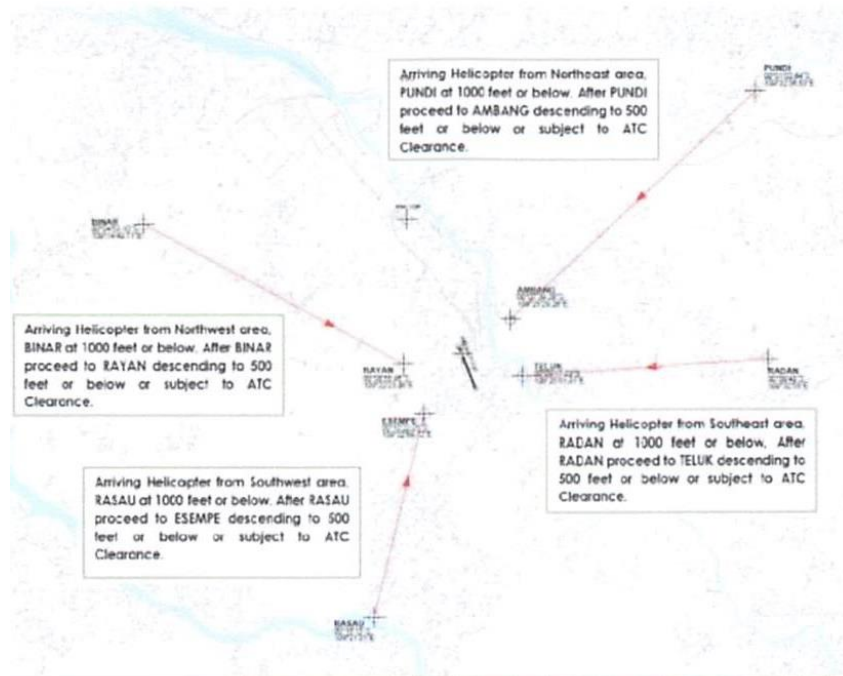 Arriving Helicopter from Northeast area,
PUNDI at 1000 feet or below. After PUNDI
proceed to AMBANG descending to 500
feet or below or subject to ATC
Clearance.
PUNDI
BINAR
AMBANG
Arriving Helicopter from Northwest area,
BINAR at 1000 feet or below. After BINAR
proceed to RAYAN descending to 500
feet or below or subject to ATC
Clearance.
RAYAN
TELUK
RADAN
ESEMPE
Arriving Helicopter from Southeast area,
RADAN at 1000 feet or below. After
RADAN proceed to TELUK descending to
500 feet or below or subject to ATC
Clearance.
Arriving Helicopter from Southwest area,
RASAU at 1000 feet or below. After RASAU
proceed to ESEMPE descending to 500
feet or below or subject to ATC
Clearance.
RASAU